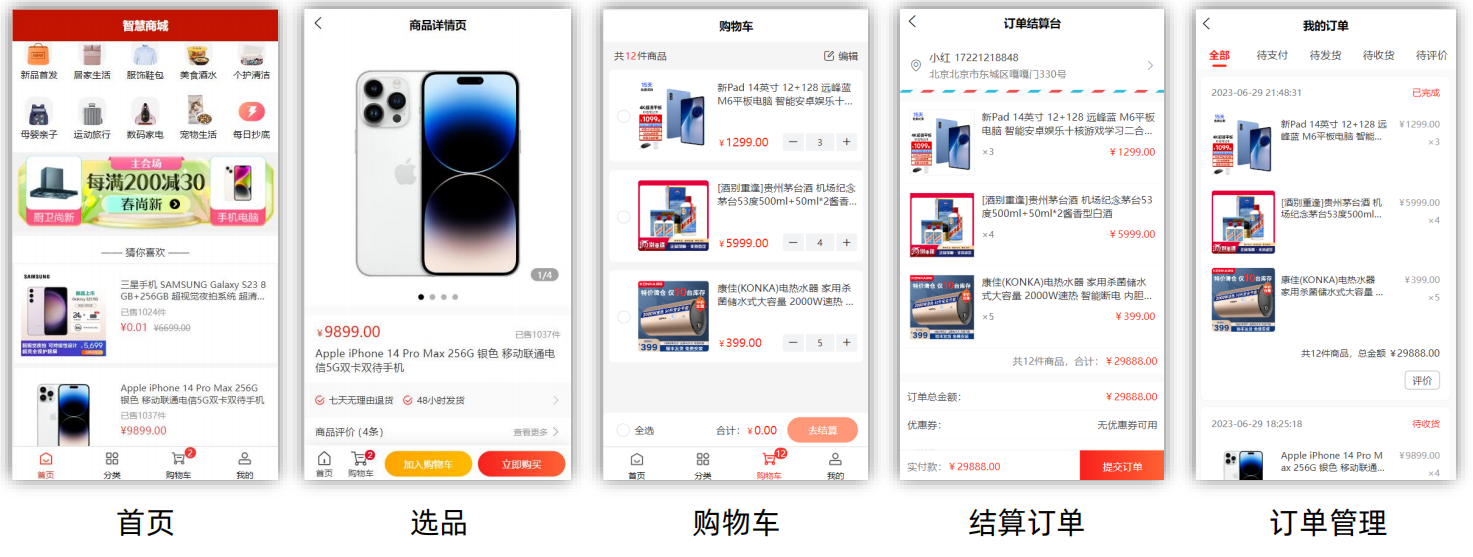 智慧商城
新品首发
居家生活
服饰鞋包
美食酒水
个护清洁
母婴亲子
运动旅行
数码家电
宠物生活
每日抄底
主会场
每满200减30
春尚新
厨卫尚新
手机电脑
猜你喜欢
SAMSUNG
三星手机 SAMSUNG Galaxy S23 8
GB+256GB 超视觉夜拍系统 超清...
已售1024件
¥0.01 ¥6699.00
Apple iPhone 14 Pro Max 256G
银色 移动联通电信5G双卡双待手机
已售1037件
¥9899.00
首页
分类
2
购物车
我的
商品详情页
1/4
¥9899.00
已售1037件
Apple iPhone 14 Pro Max 256G 银色 移动联通电
信5G双卡双待手机
七天无理由退货
48小时发货
商品评价 (4条)
查看更多
首页
2
购物车
加入购物车
立即购买
购物车
共12件商品
编辑
15天
新Pad 14英寸 12+128 远峰蓝
M6平板电脑 智能安卓娱乐十...
¥1299.00
3
[酒别重逢]贵州茅台酒 机场纪念
茅台53度500ml+50ml*2酱香...
¥5999.00
4
康佳(KONKA)电热水器 家用杀
菌储水式大容量 2000W速热 ...
¥399.00
5
全选
合计: ¥0.00
去结算
首页
分类
12
购物车
我的
订单结算台
小红 17221218848
北京北京市东城区嘎嘎门330号
新Pad 14英寸 12+128 远峰蓝 M6平板
电脑 智能安卓娱乐十核游戏学习二合...
×3
¥1299.00
[酒别重逢]贵州茅台酒 机场纪念茅台53
度500ml+50ml*2酱香型白酒
×4
¥5999.00
康佳(KONKA)电热水器 家用杀菌储水
式大容量 2000W速热 智能断电 内胆...
×5
¥399.00
共12件商品,合计: ¥29888.00
订单总金额:
¥29888.00
优惠券:
无优惠券可用
实付款: ¥29888.00
提交订单
我的订单
全部
待支付
待发货
待收货
待评价
2023-06-29 21:48:31
已完成
新Pad 14英寸 12+128 远
峰蓝 M6平板电脑 智能...
¥1299.00
×3
[酒别重逢]贵州茅台酒 机
场纪念茅台53度500ml...
¥5999.00
×4
康佳(KONKA)电热水器
家用杀菌储水式大容量 ...
¥399.00
×5
共12件商品,总金额 ¥29888.00
评价
2023-06-29 18:25:18
待收货
Apple iPhone 14 Pro M
ax 256G 银色 移动联通...
¥9899.00
×4
首页
选品
购物车
结算订单
订单管理